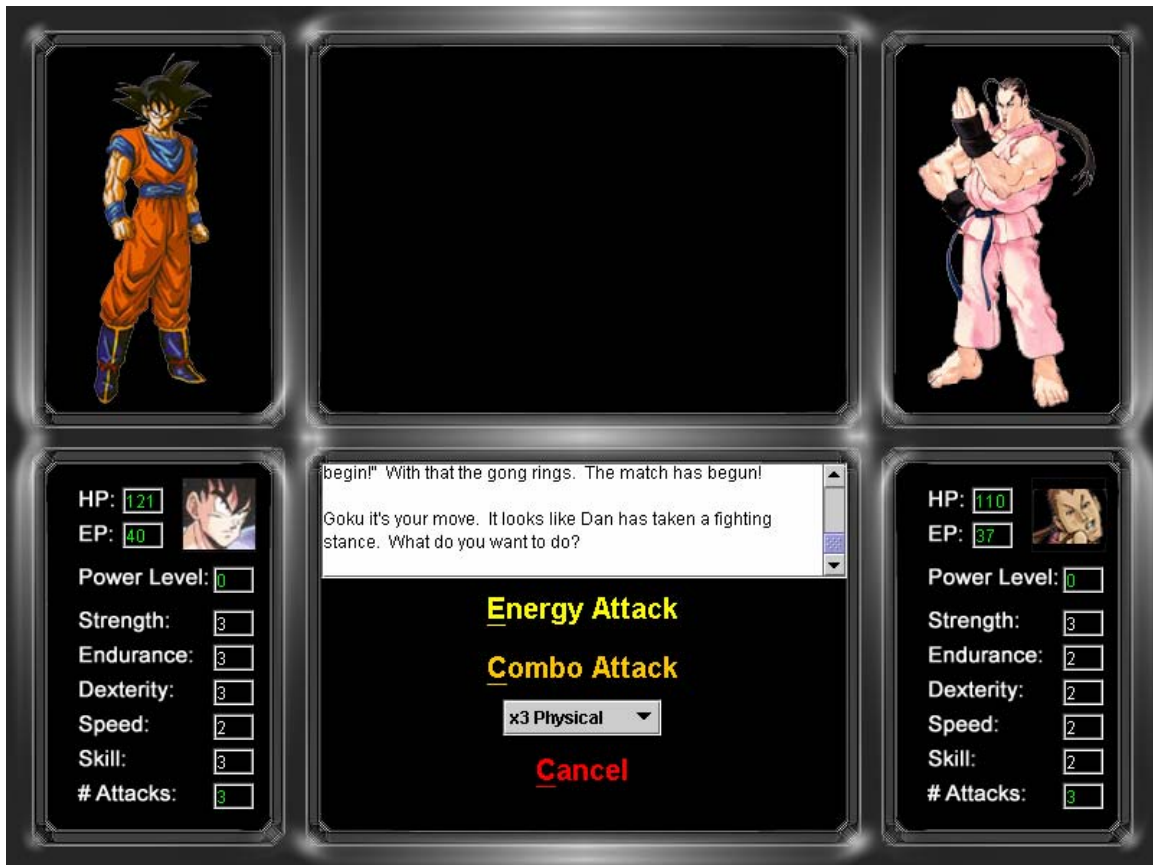 begin!"  With that the gong rings.  The match has begun!
Goku it's your move.  It looks like Dan has taken a fighting
stance.  What do you want to do?
HP: 121
EP: 40
Power Level: 0
Strength: 3
Endurance: 3
Dexterity: 3
Speed: 2
Skill: 3
# Attacks: 3
Energy Attack
Combo Attack
x3 Physical
Cancel
HP: 110
EP: 37
Power Level: 0
Strength: 3
Endurance: 2
Dexterity: 2
Speed: 2
Skill: 2
# Attacks: 3